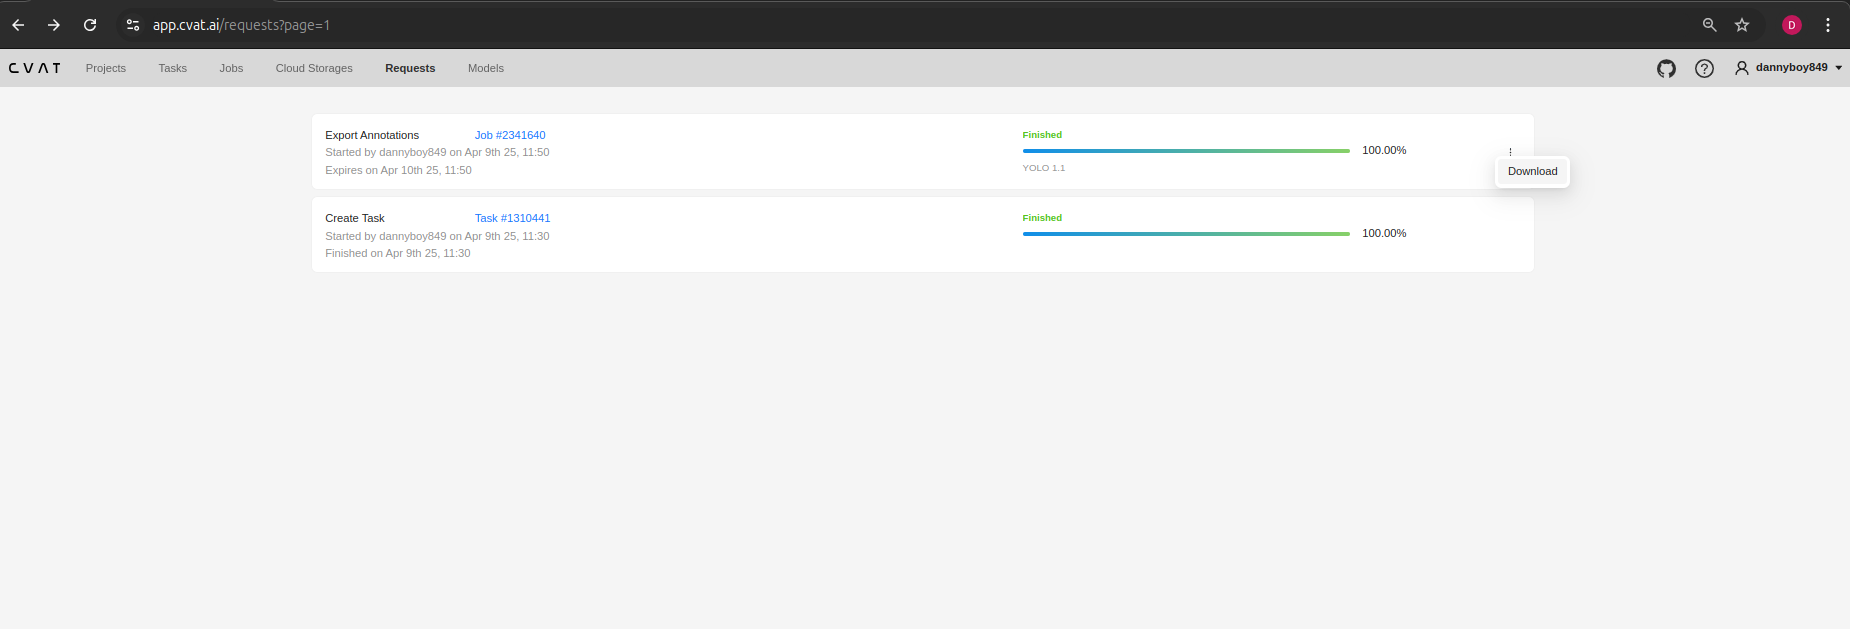 app.cvat.ai/requests?page=1
D
CVAT Projects Tasks Jobs Cloud Storages Requests Models dannyboy849
Export Annotations Job #2341640 Finished
Started by dannyboy849 on Apr 9th 25, 11:50 100.00%
Expires on Apr 10th 25, 11:50 YOLO 1.1 Download
Create Task Task #1310441 Finished
Started by dannyboy849 on Apr 9th 25, 11:30 100.00%
Finished on Apr 9th 25, 11:30